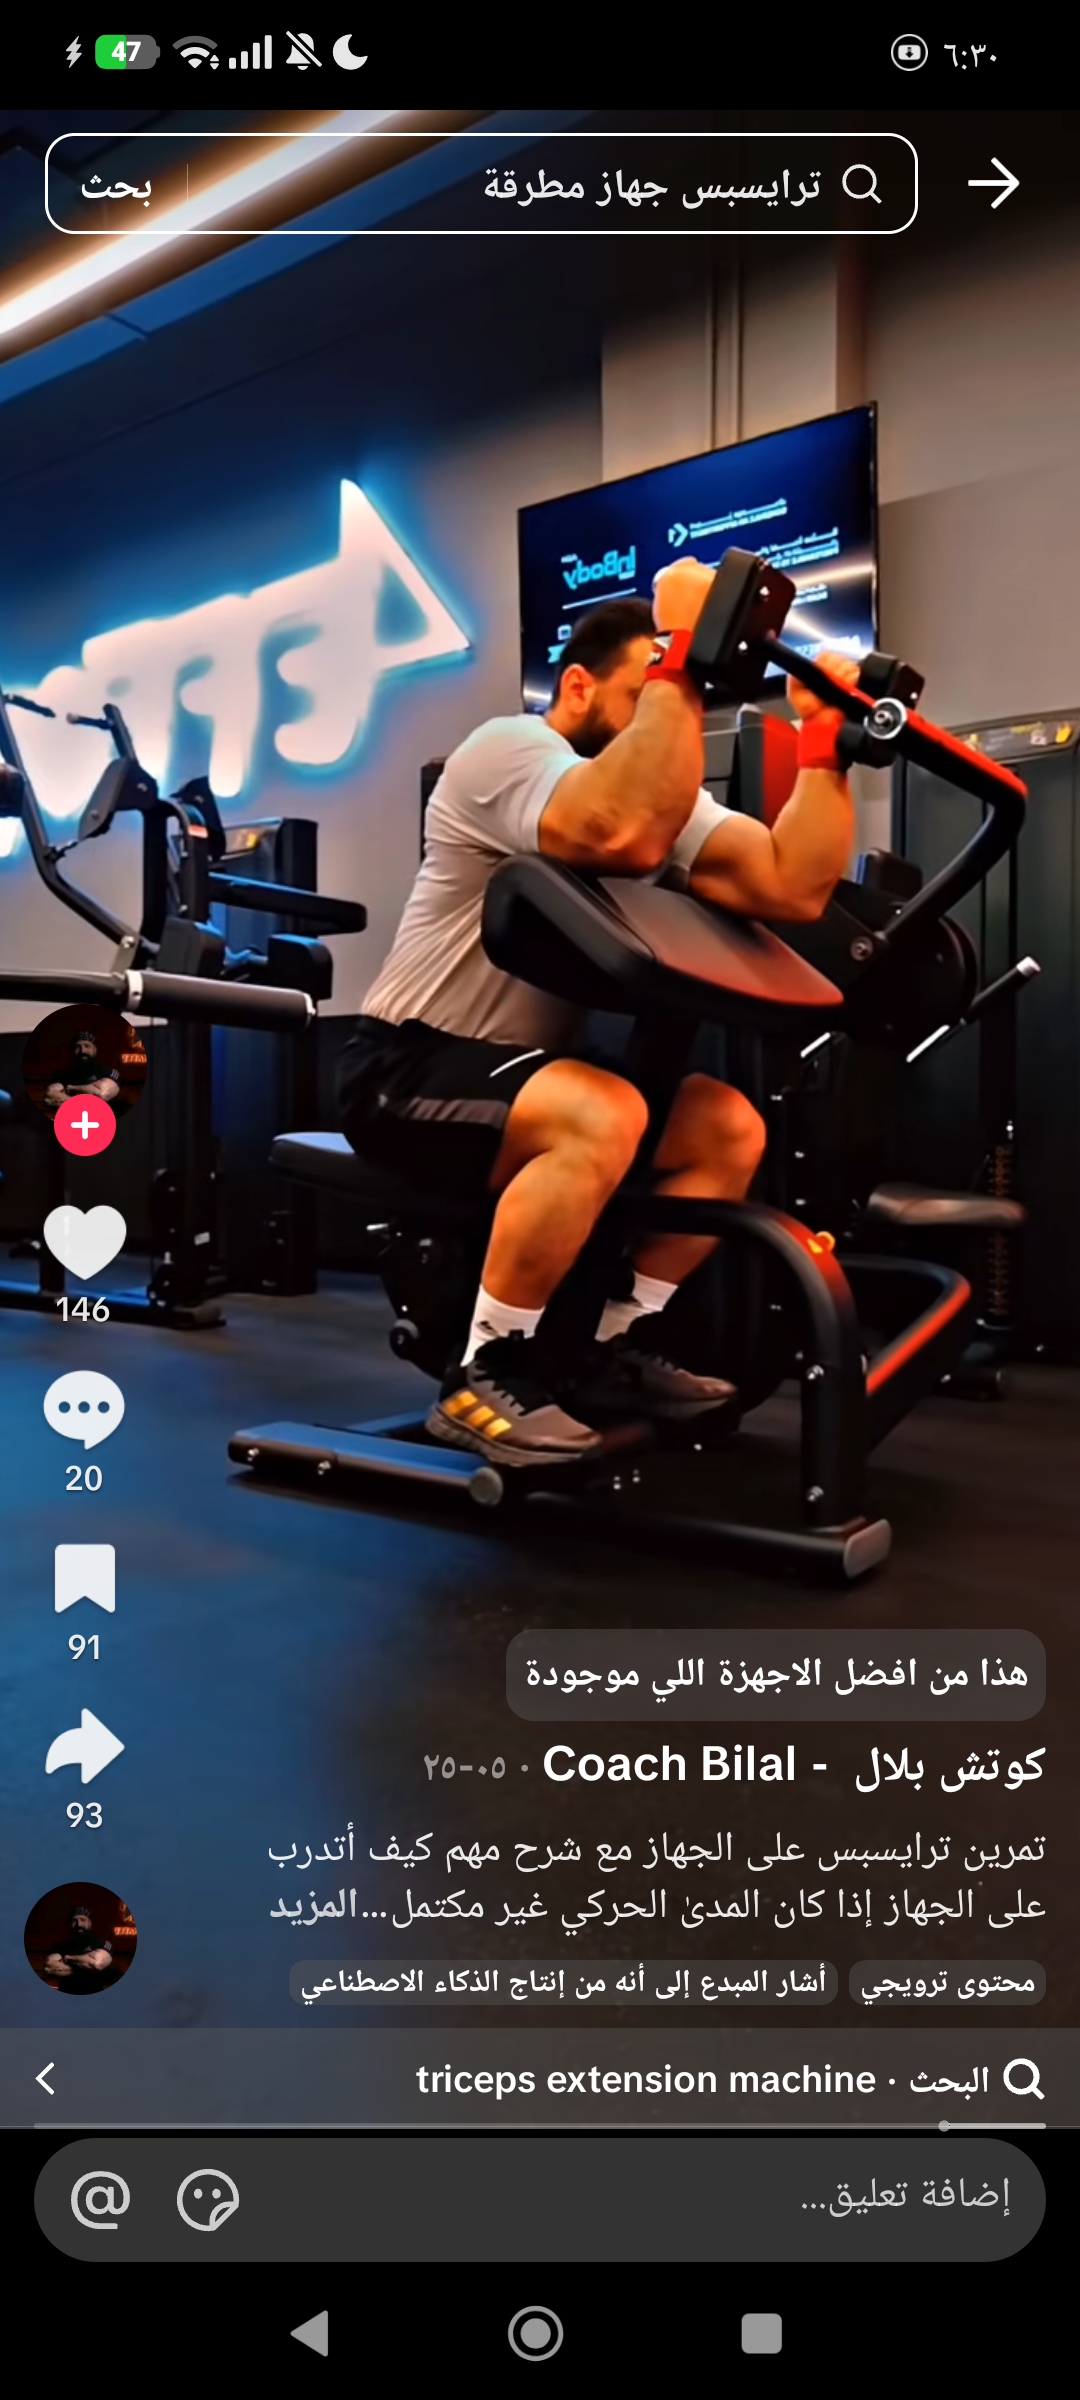 47
٦:٣٠
ترايسبس جهاز مطرقة
بحث
InBody
146
20
91
93
هذا من افضل الاجهزة اللي موجودة
كوتش بلال - Coach Bilal · ٠٥-٢٥
تمرين ترايسبس على الجهاز مع شرح مهم كيف أتدرب
على الجهاز إذا كان المدىٰ الحركي غير مكتمل...المزيد
محتوى ترويجي
أشار المبدع إلى أنه من إنتاج الذكاء الاصطناعي
البحث · triceps extension machine
إضافة تعليق...